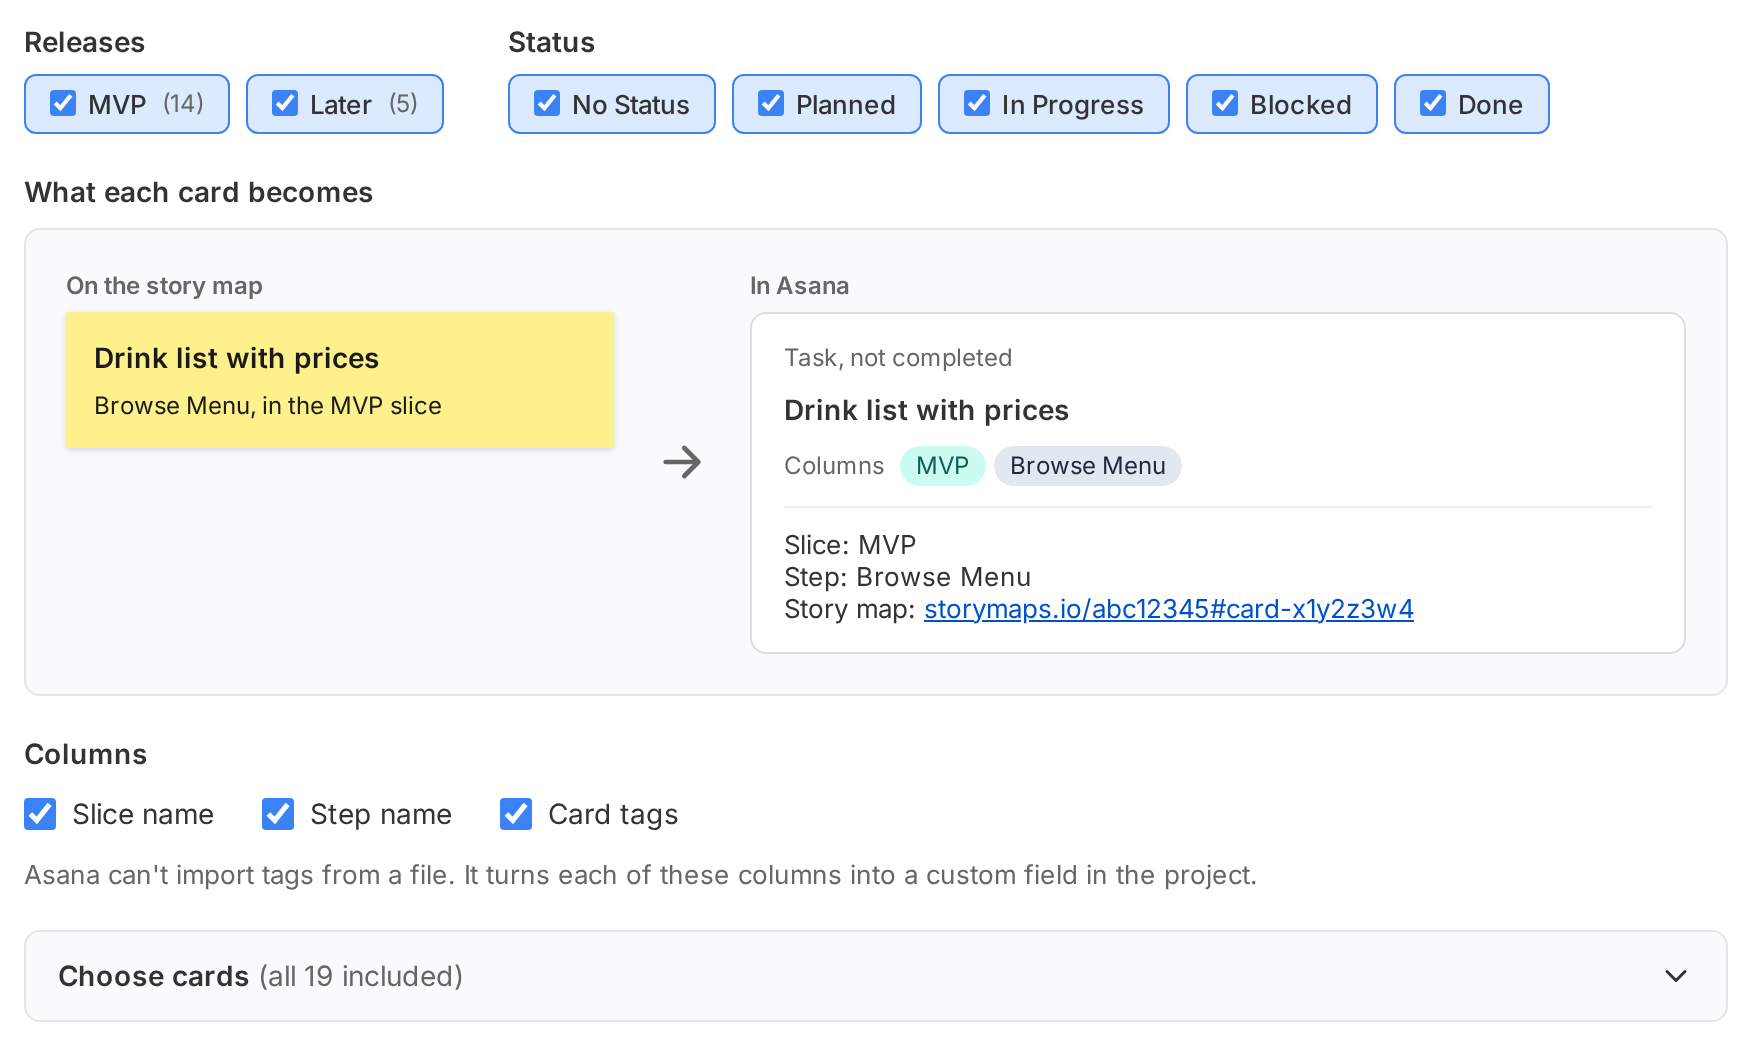 Releases
MVP (14)
Later (5)
Status
No Status
Planned
In Progress
Blocked
Done
What each card becomes
On the story map
Drink list with prices
Browse Menu, in the MVP slice
In Asana
Task, not completed
Drink list with prices
Columns MVP Browse Menu
Slice: MVP
Step: Browse Menu
Story map: storymaps.io/abc12345#card-x1y2z3w4
Columns
Slice name
Step name
Card tags
Asana can't import tags from a file. It turns each of these columns into a custom field in the project.
Choose cards (all 19 included)